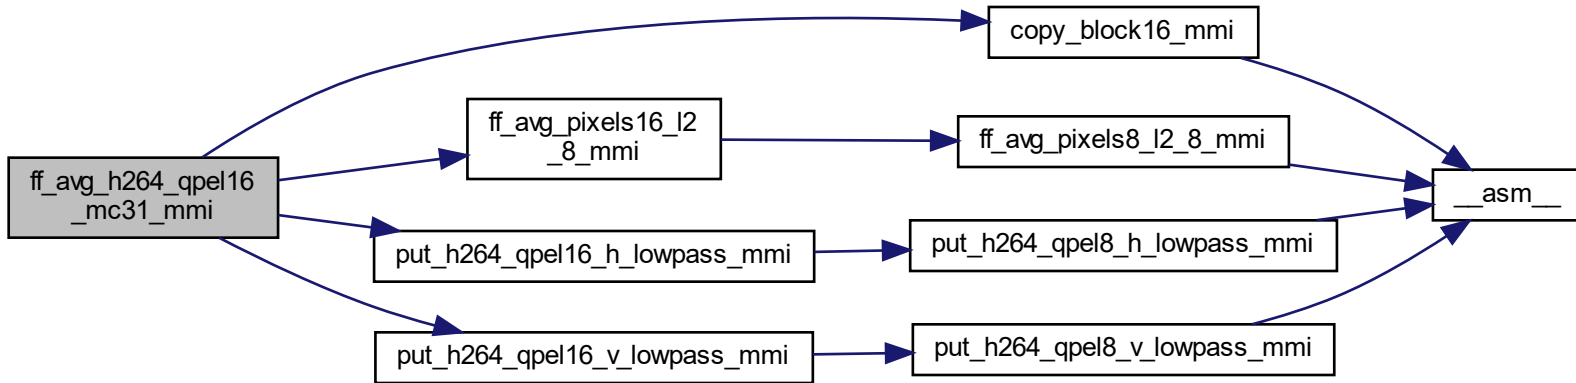 copy_block16_mmi
ff_avg_pixels16_l2
_8_mmi
ff_avg_pixels8_l2_8_mmi
ff_avg_h264_qpel16
_mc31_mmi
__asm__
put_h264_qpel16_h_lowpass_mmi
put_h264_qpel8_h_lowpass_mmi
put_h264_qpel16_v_lowpass_mmi
put_h264_qpel8_v_lowpass_mmi